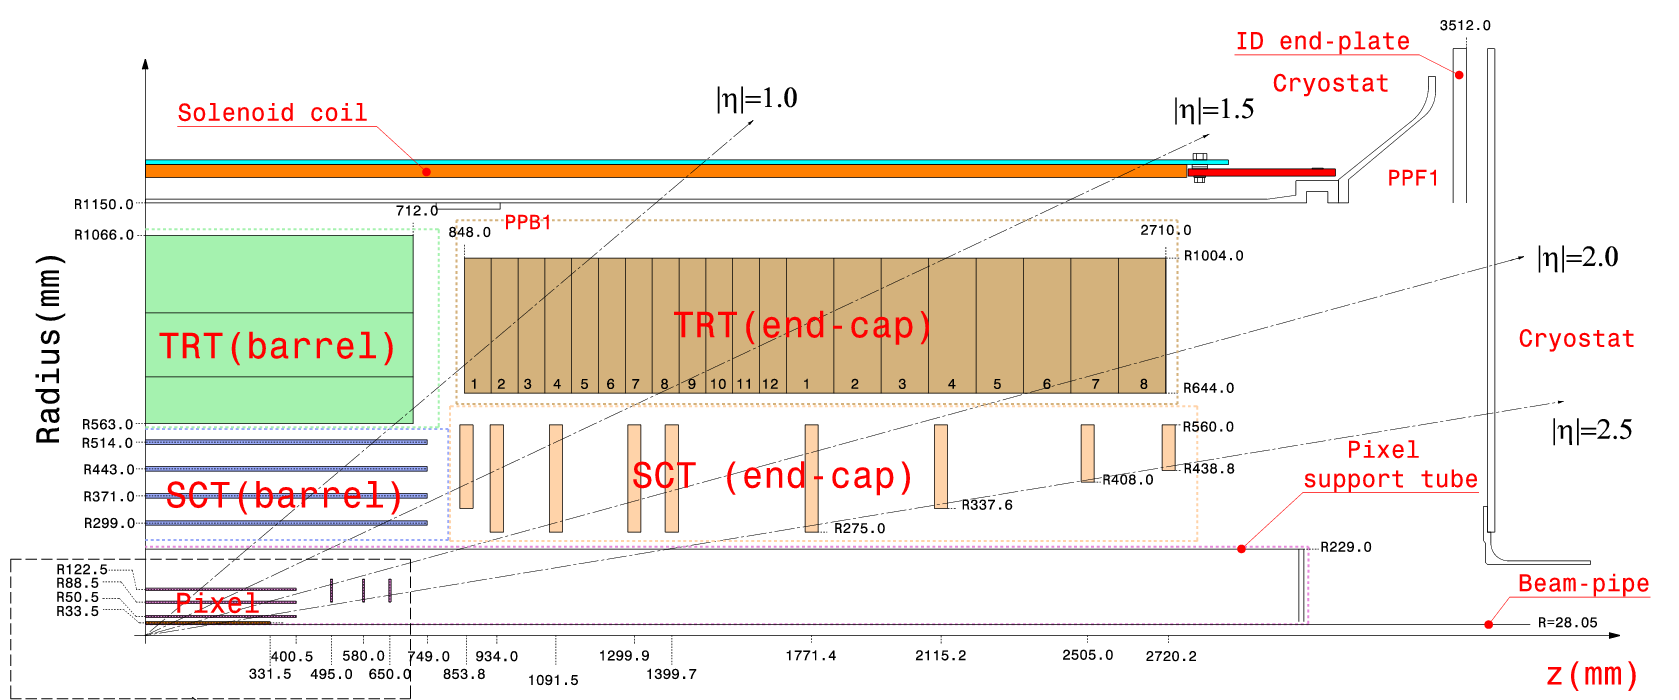 3512.0
ID end-plate
Cryostat
|η|=1.0
|η|=1.5
Solenoid coil
PPF1
R1150.0
712.0
PPB1
848.0
2710.0
R1066.0
R1004.0
|η|=2.0
Radius(mm)
TRT(barrel)
TRT(end-cap)
Cryostat
1 2 3 4 5 6 7 8 9 10 11 12 1 2 3 4 5 6 7 8
R644.0
R563.0
R514.0
R560.0
|η|=2.5
R443.0
R438.8
Pixel
support tube
SCT(barrel)
SCT (end-cap)
R408.0
R371.0
R337.6
R299.0
R275.0
R229.0
R122.5
R88.5
R50.5
R33.5
Pixel
Beam-pipe
R=28.05
400.5 580.0 749.0 934.0 1299.9 1771.4 2115.2 2505.0 2720.2
331.5 495.0 650.0 853.8 1091.5 1399.7
z(mm)